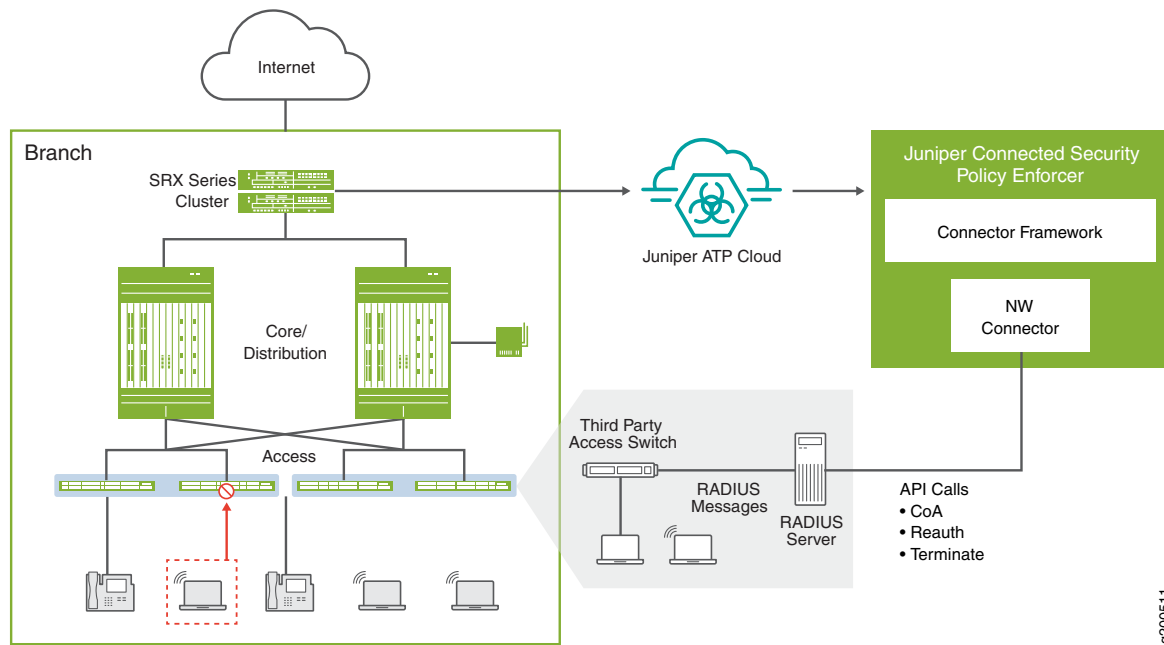 Internet
Branch
SRX Series
Cluster
Juniper ATP Cloud
Juniper Connected Security
Policy Enforcer
Connector Framework
NW
Connector
Core/
Distribution
Access
Third Party
Access Switch
RADIUS
Messages
RADIUS
Server
API Calls
• CoA
• Reauth
• Terminate
g200511